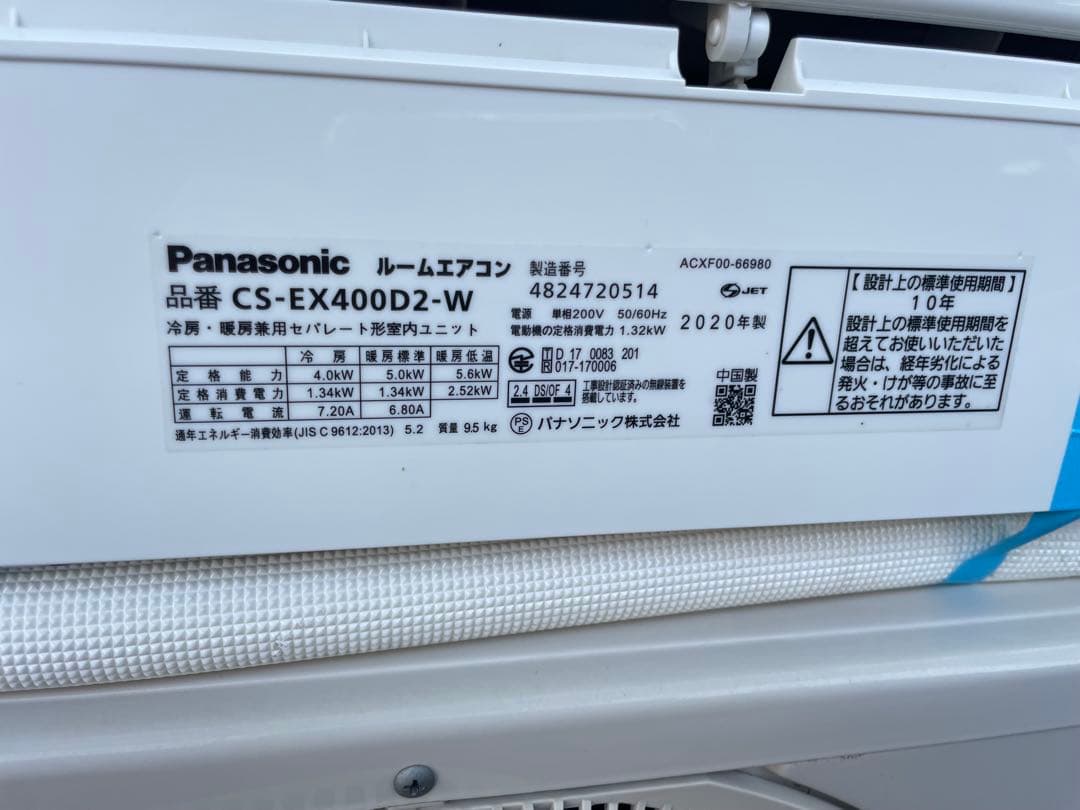 Panasonic ルームエアコン
品番 CS-EX400D2-W
冷房・暖房兼用セパレート形室内ユニット
冷房 暖房標準 暖房低温
定格能力 4.0kW 5.0kW 5.6kW
定格消費電力 1.34kW 1.34kW 2.52kW
運転電流 7.20A 6.80A
通年エネルギー消費効率(JIS C 9612:2013) 5.2 質量 9.5 kg
製造番号
4824720514
電源 単相200V 50/60Hz
電動機の定格消費電力 1.32kW
T D 17 0083 201
R 017-170006
2.4 DS/OF 4
工事設計認証済みの無線装置を
搭載しています。
PS
E パナソニック株式会社
ACXF00-66980
JET
2020年製
中国製
【設計上の標準使用期間】
10年
設計上の標準使用期間を
超えてお使いいただいた
場合は、経年劣化による
発火・けが等の事故に至
るおそれがあります。